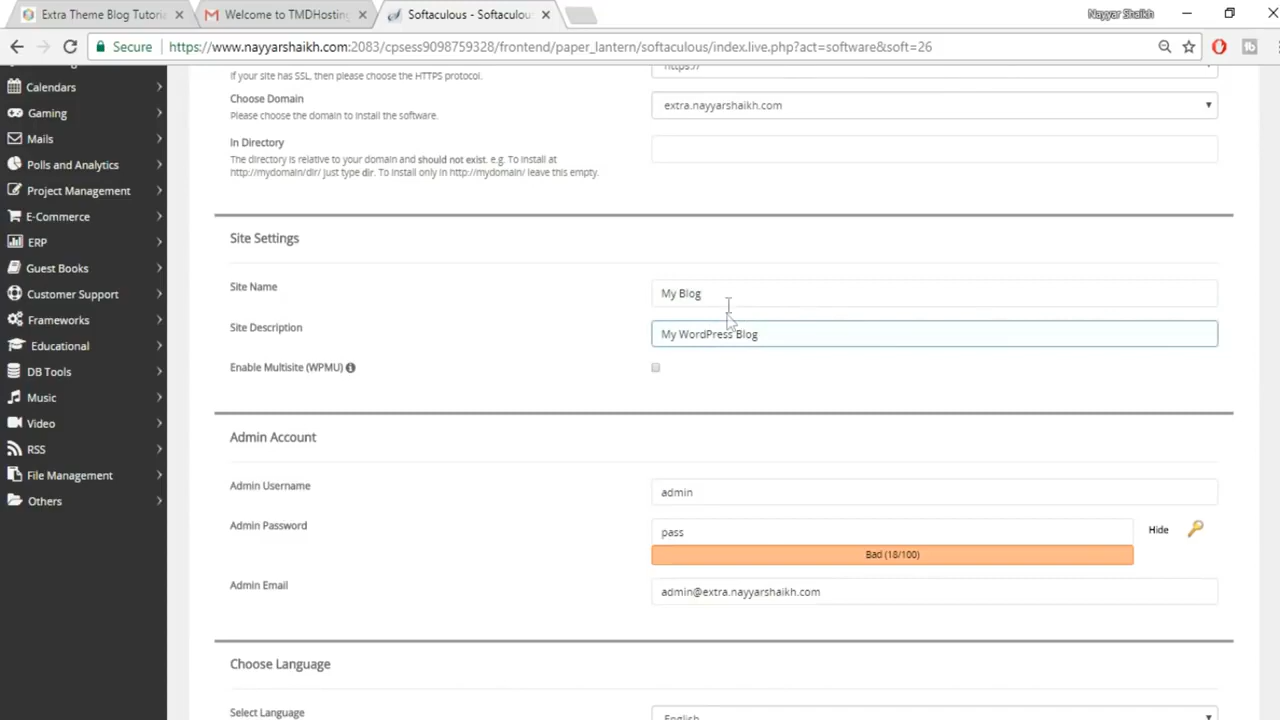 Extra Theme Blog Tutoria
Welcome to TMDHosting
Softaculous - Softaculou
Nayyar Shaikh
Secure
https://www.nayyarshaikh.com:2083/cpsess9098759328/frontend/paper_lantern/softaculous/index.live.php?act=software&soft=26
If your site has SSL, then please choose the HTTPS protocol.
https://
Calendars
Choose Domain
extra.nayyarshaikh.com
Gaming
Please choose the domain to install the software.
Mails
In Directory
Polls and Analytics
The directory is relative to your domain and should not exist. e.g. To install at
http://mydomain/dir/ just type dir. To install only in http://mydomain/ leave this empty.
Project Management
E-Commerce
ERP
Site Settings
Guest Books
Customer Support
Site Name
My Blog
Frameworks
Site Description
My WordPress Blog
Educational
DB Tools
Enable Multisite (WPMU)
Music
Video
Admin Account
RSS
File Management
Admin Username
admin
Others
Admin Password
pass
Hide
Bad (18/100)
Admin Email
admin@extra.nayyarshaikh.com
Choose Language
Select Language
English